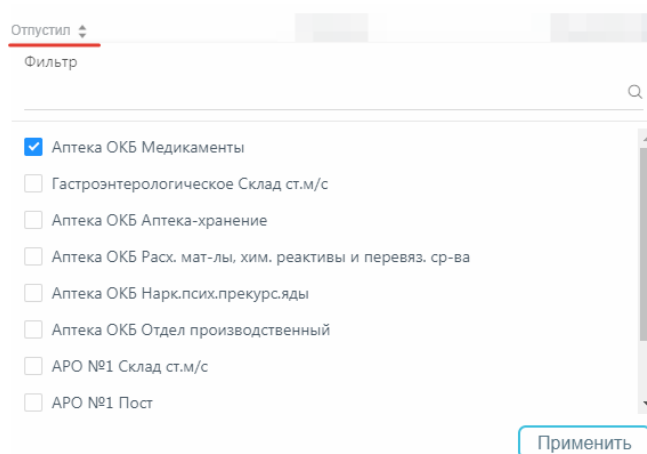 Отпустил
Фильтр
Аптека ОКБ Медикаменты
Гастроэнтерологическое Склад ст.м/с
Аптека ОКБ Аптека-хранение
Аптека ОКБ Расх. мат-лы, хим. реактивы и перевяз. ср-ва
Аптека ОКБ Нарк.псих.прекурс.яды
Аптека ОКБ Отдел производственный
АРО №1 Склад ст.м/с
АРО №1 Пост
Применить